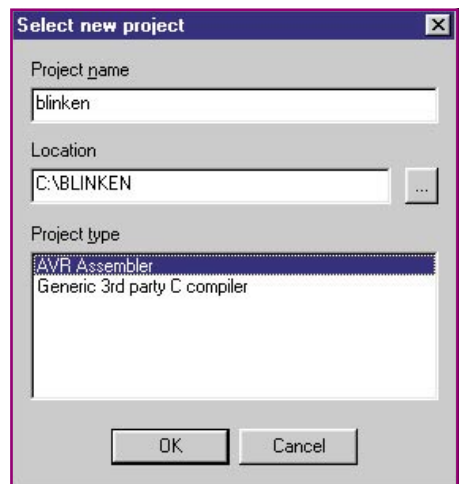 Select new project
Project name
blinken
Location
C:\BLINKEN
...
Project type
AVR Assembler
Generic 3rd party C compiler
OK
Cancel